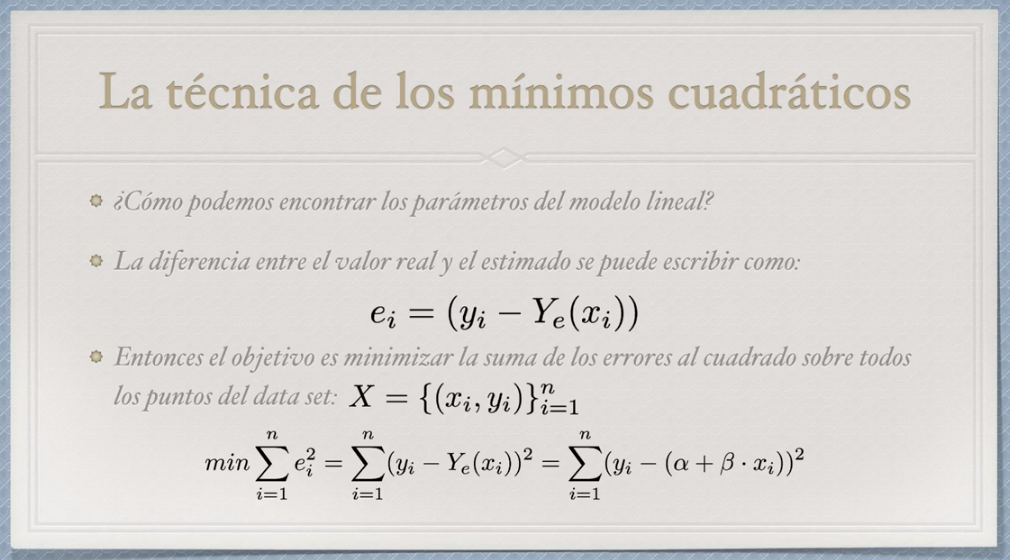 La técnica de los mínimos cuadráticos
¿Cómo podemos encontrar los parámetros del modelo lineal?
La diferencia entre el valor real y el estimado se puede escribir como:
$e_i = (y_i - Y_e(x_i))$
Entonces el objetivo es minimizar la suma de los errores al cuadrado sobre todos
los puntos del data set: $X = \{(x_i, y_i)\}_{i=1}^{n}$
$min \sum_{i=1}^{n} e_i^2 = \sum_{i=1}^{n} (y_i - Y_e(x_i))^2 = \sum_{i=1}^{n} (y_i - (\alpha + \beta \cdot x_i))^2$